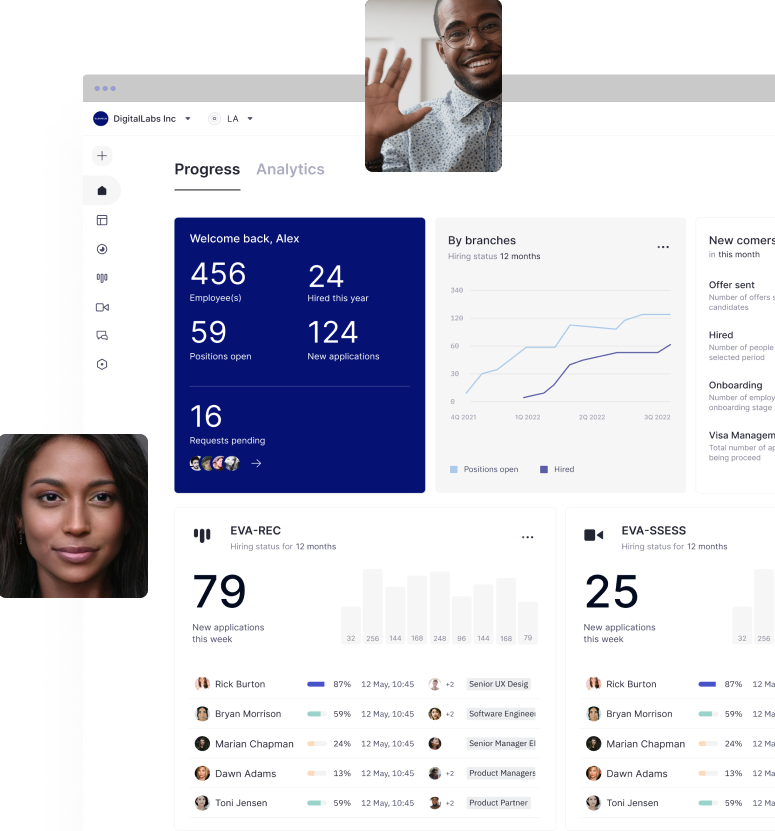 DigitalLabs Inc
LA
Progress Analytics
Welcome back, Alex
456
Employee(s)
24
Hired this year
59
Positions open
124
New applications
16
Requests pending
By branches
Hiring status 12 months
340
120
60
30
0
4Q 2021 1Q 2022 2Q 2022 3Q 2022
Positions open Hired
New comers
in this month
Offer sent
Number of offers s
candidates
Hired
Number of people
selected period
Onboarding
Number of employ
onboarding stage
Visa Managem
Total number of ap
being proceed
EVA-REC
Hiring status for 12 months
79
New applications
this week
32 256 144 168 248 96 144 168 79
Rick Burton 87% 12 May, 10:45 +2 Senior UX Desig
Bryan Morrison 59% 12 May, 10:45 +2 Software Engineer
Marian Chapman 24% 12 May, 10:45 Senior Manager El
Dawn Adams 13% 12 May, 10:45 +2 Product Managers
Toni Jensen 59% 12 May, 10:45 +2 Product Partner
EVA-SSESS
Hiring status for 12 months
25
New applications
this week
32 256
Rick Burton 87% 12 Ma
Bryan Morrison 59% 12 Ma
Marian Chapman 24% 12 Ma
Dawn Adams 13% 12 Ma
Toni Jensen 59% 12 Ma